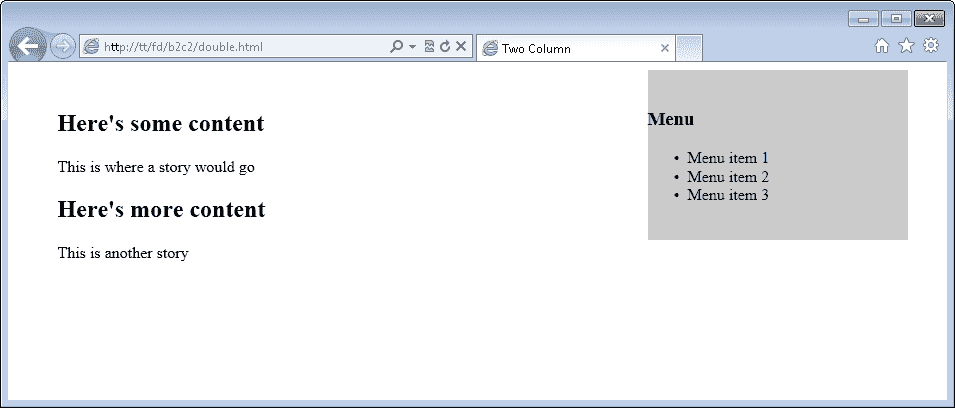 http://tt/fd/b2c2/double.html
Two Column
Here's some content
This is where a story would go
Here's more content
This is another story
Menu
• Menu item 1
• Menu item 2
• Menu item 3